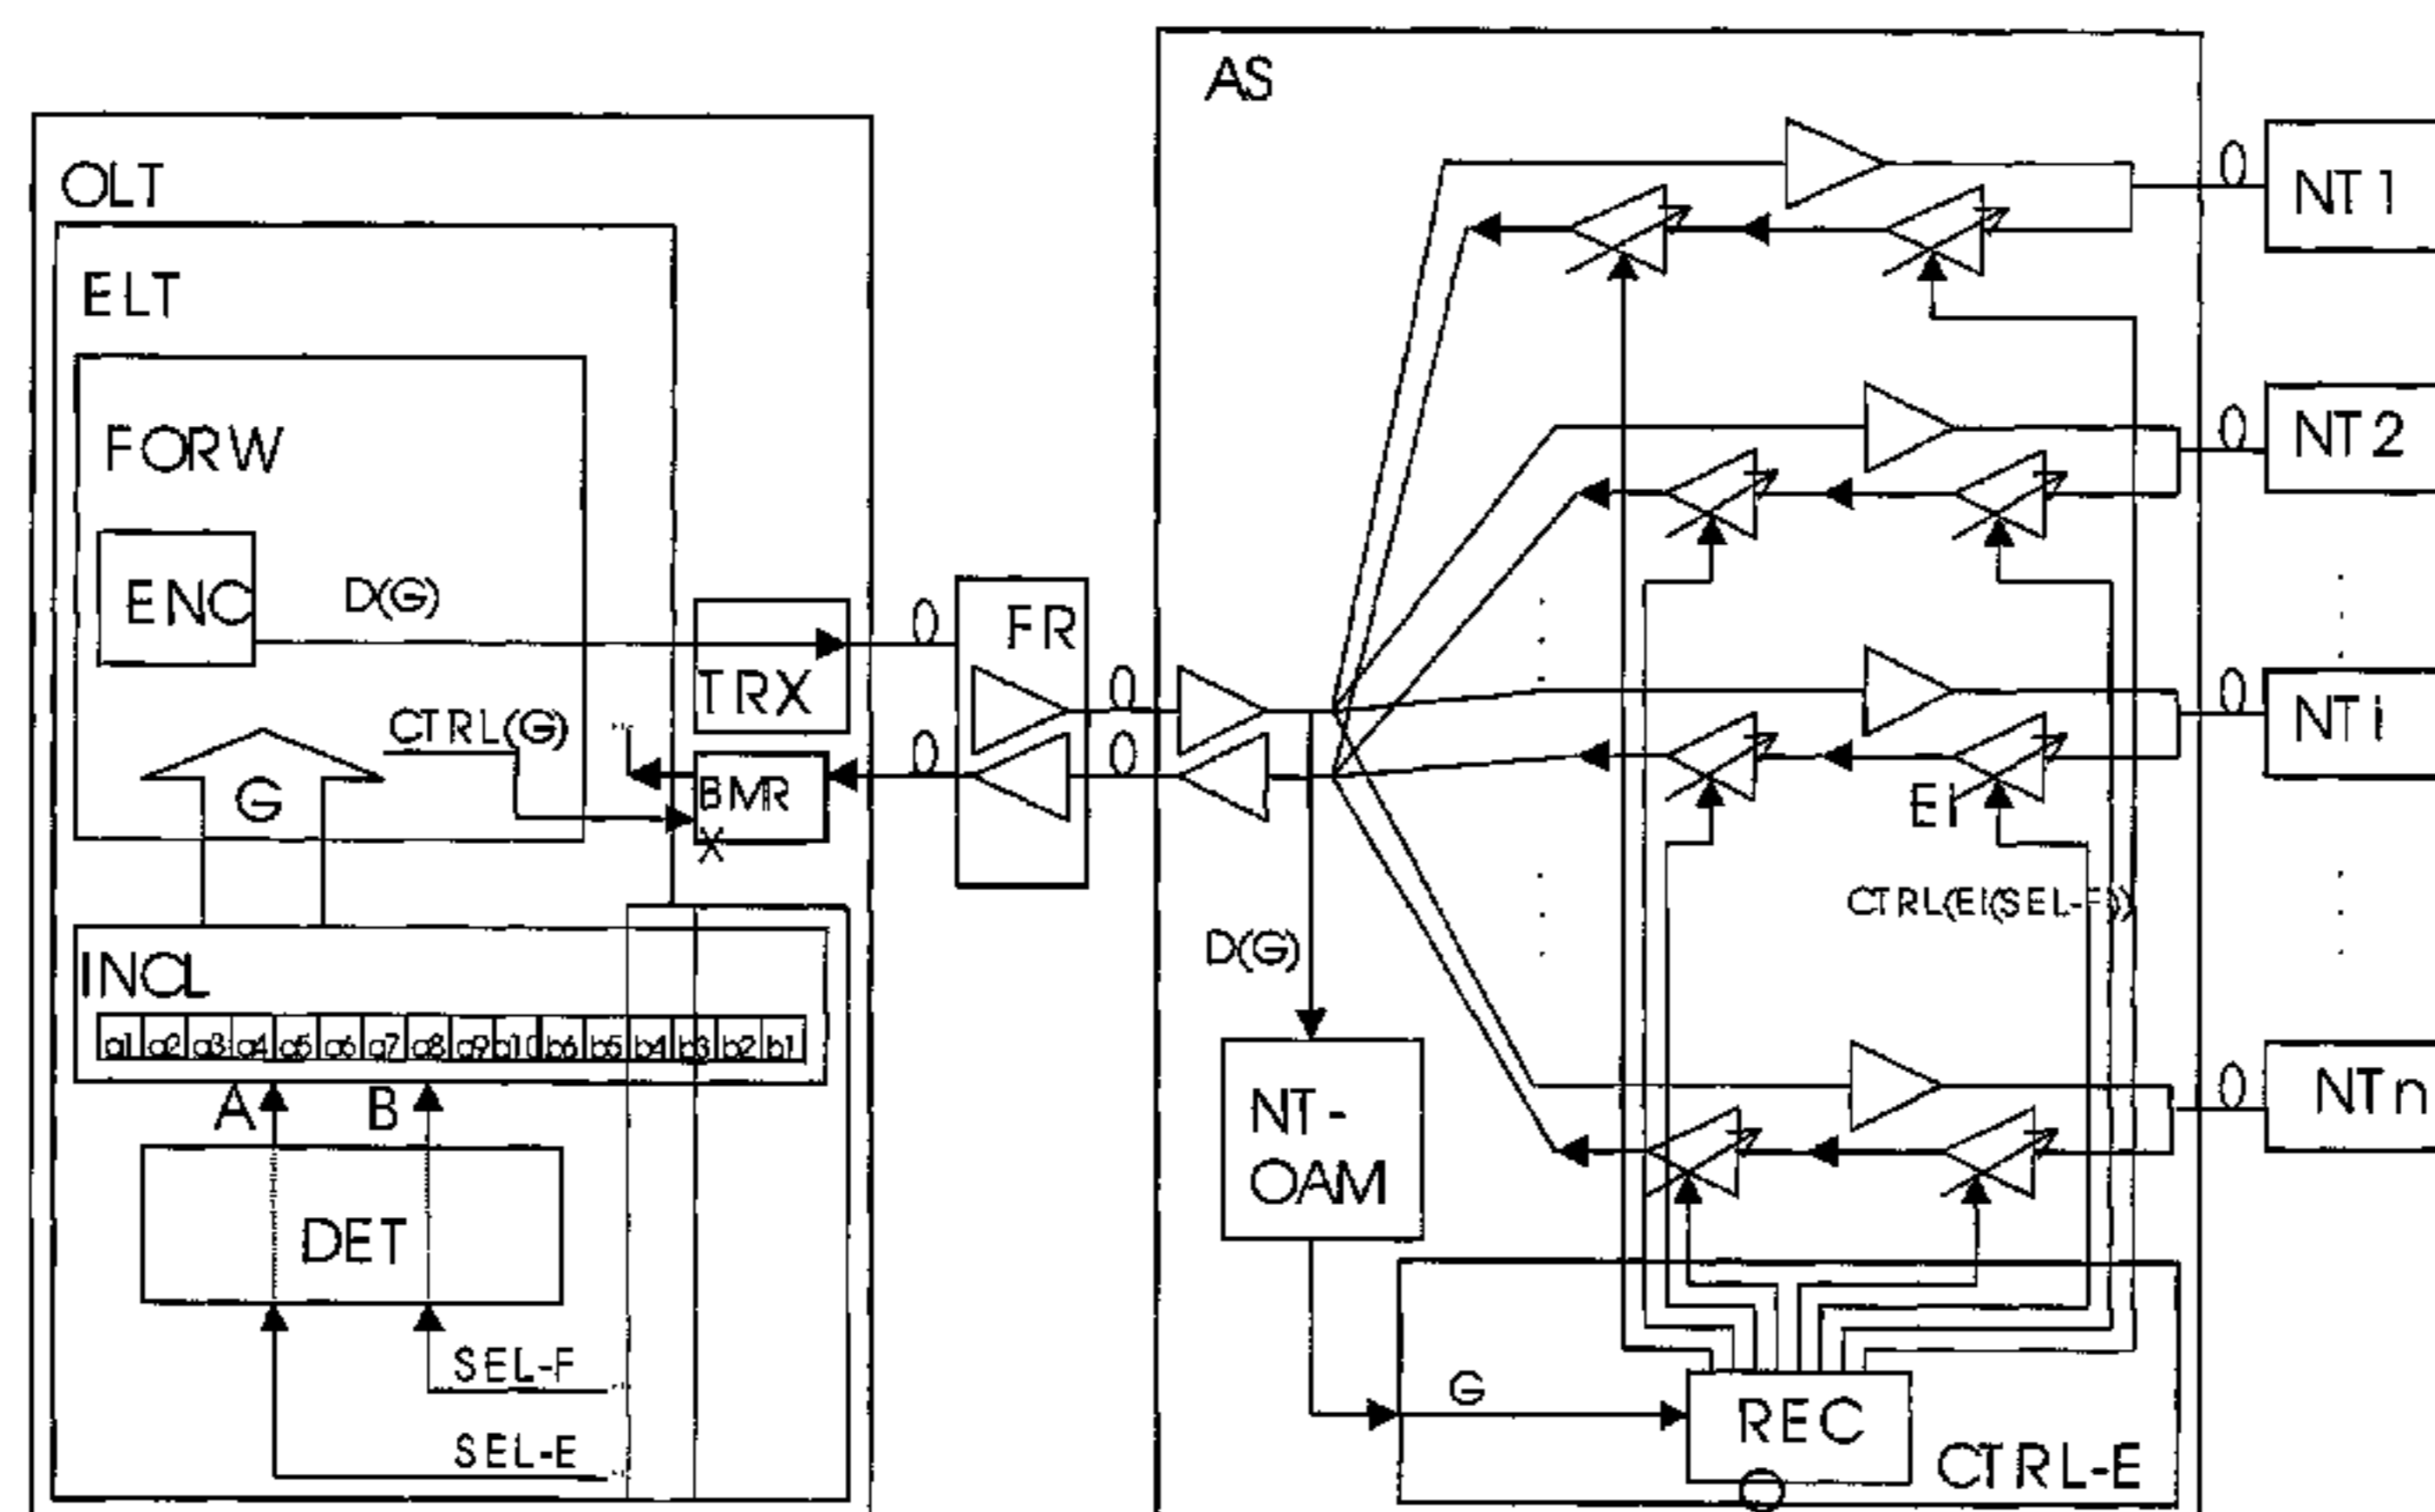 AS
OLT
NT1
ELT
FORW
NT2
ENC
D(G)
FR
TRX
NTi
CTRL(G)
G
BMR
X
EI
CTRL(EI(SEL-
D(G)
INCL
a1 a2 a3 a4 a5 a6 a7 a8 a9 a10 b6 b5 b4 b3 b2 b1
A
B
NTn
NT-
OAM
DET
SEL-F
G
REC
SEL-E
CTRL-E